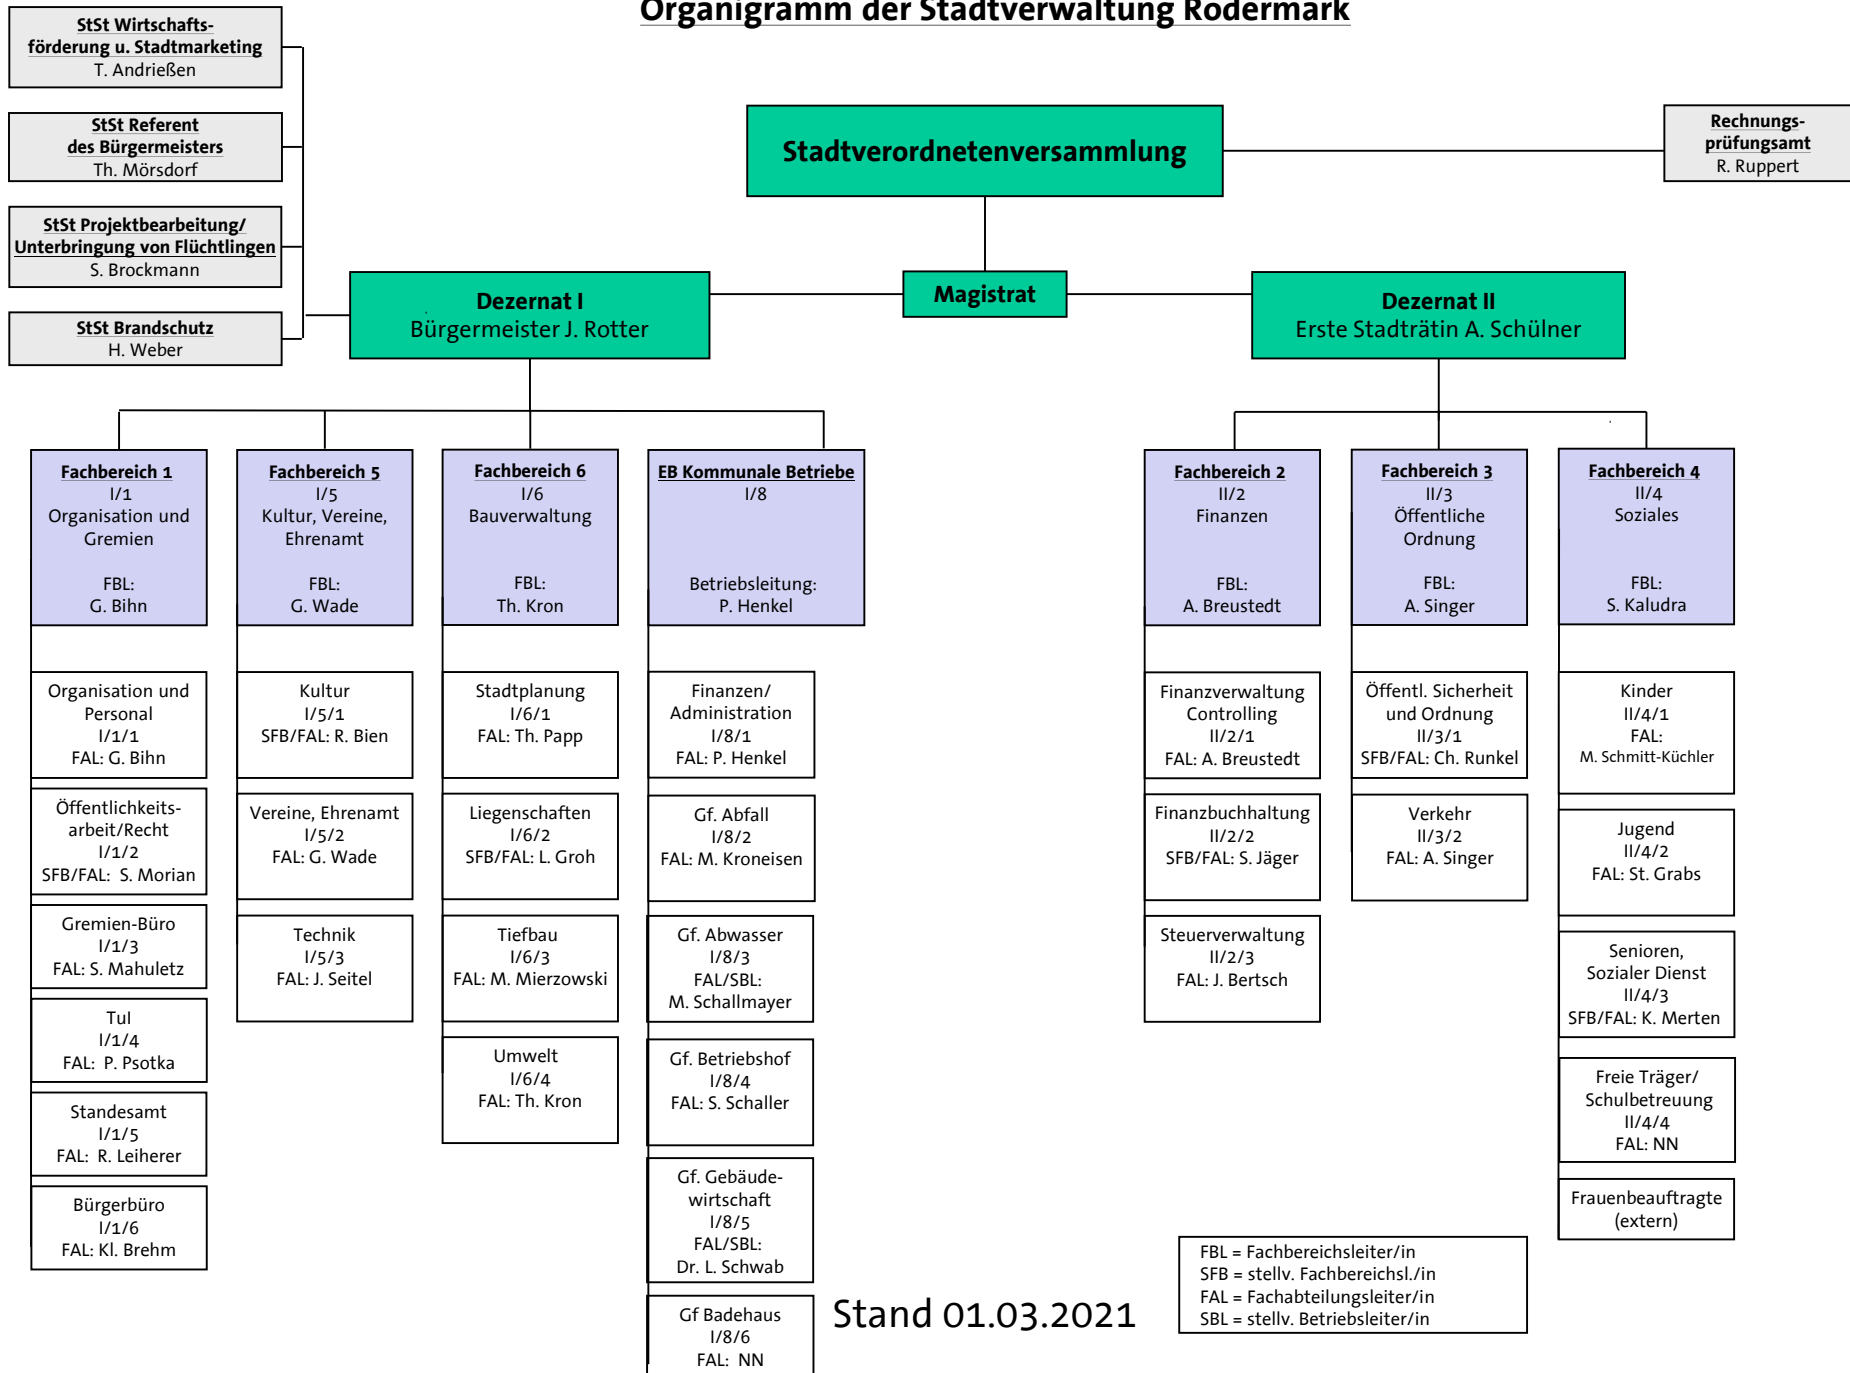 Organigramm der Stadtverwaltung Rödermark
StSt Wirtschafts-
förderung u. Stadtmarketing
T. Andrießen
StSt Referent
des Bürgermeisters
Th. Mörsdorf
StSt Projektbearbeitung/
Unterbringung von Flüchtlingen
S. Brockmann
StSt Brandschutz
H. Weber
Stadtverordnetenversammlung
Rechnungs-
prüfungsamt
R. Ruppert
Magistrat
Dezernat I
Bürgermeister J. Rotter
Dezernat II
Erste Stadträtin A. Schülner
Fachbereich 1
I/1
Organisation und
Gremien
FBL:
G. Bihn
Organisation und
Personal
I/1/1
FAL: G. Bihn
Öffentlichkeits-
arbeit/Recht
I/1/2
SFB/FAL: S. Morian
Gremien-Büro
I/1/3
FAL: S. Mahuletz
TuI
I/1/4
FAL: P. Psotka
Standesamt
I/1/5
FAL: R. Leiherer
Bürgerbüro
I/1/6
FAL: Kl. Brehm
Fachbereich 5
I/5
Kultur, Vereine,
Ehrenamt
FBL:
G. Wade
Kultur
I/5/1
SFB/FAL: R. Bien
Vereine, Ehrenamt
I/5/2
FAL: G. Wade
Technik
I/5/3
FAL: J. Seitel
Fachbereich 6
I/6
Bauverwaltung
FBL:
Th. Kron
Stadtplanung
I/6/1
FAL: Th. Papp
Liegenschaften
I/6/2
SFB/FAL: L. Groh
Tiefbau
I/6/3
FAL: M. Mierzowski
Umwelt
I/6/4
FAL: Th. Kron
EB Kommunale Betriebe
I/8
Betriebsleitung:
P. Henkel
Finanzen/
Administration
I/8/1
FAL: P. Henkel
Gf. Abfall
I/8/2
FAL: M. Kroneisen
Gf. Abwasser
I/8/3
FAL/SBL:
M. Schallmayer
Gf. Betriebshof
I/8/4
FAL: S. Schaller
Gf. Gebäude-
wirtschaft
I/8/5
FAL/SBL:
Dr. L. Schwab
Gf Badehaus
I/8/6
FAL: NN
Fachbereich 2
II/2
Finanzen
FBL:
A. Breustedt
Finanzverwaltung
Controlling
II/2/1
FAL: A. Breustedt
Finanzbuchhaltung
II/2/2
SFB/FAL: S. Jäger
Steuerverwaltung
II/2/3
FAL: J. Bertsch
Fachbereich 3
II/3
Öffentliche
Ordnung
FBL:
A. Singer
Öffentl. Sicherheit
und Ordnung
II/3/1
SFB/FAL: Ch. Runkel
Verkehr
II/3/2
FAL: A. Singer
Fachbereich 4
II/4
Soziales
FBL:
S. Kaludra
Kinder
II/4/1
FAL:
M. Schmitt-Küchler
Jugend
II/4/2
FAL: St. Grabs
Senioren,
Sozialer Dienst
II/4/3
SFB/FAL: K. Merten
Freie Träger/
Schulbetreuung
II/4/4
FAL: NN
Frauenbeauftragte
(extern)
Stand 01.03.2021
FBL = Fachbereichsleiter/in
SFB = stellv. Fachbereichsl./in
FAL = Fachabteilungsleiter/in
SBL = stellv. Betriebsleiter/in